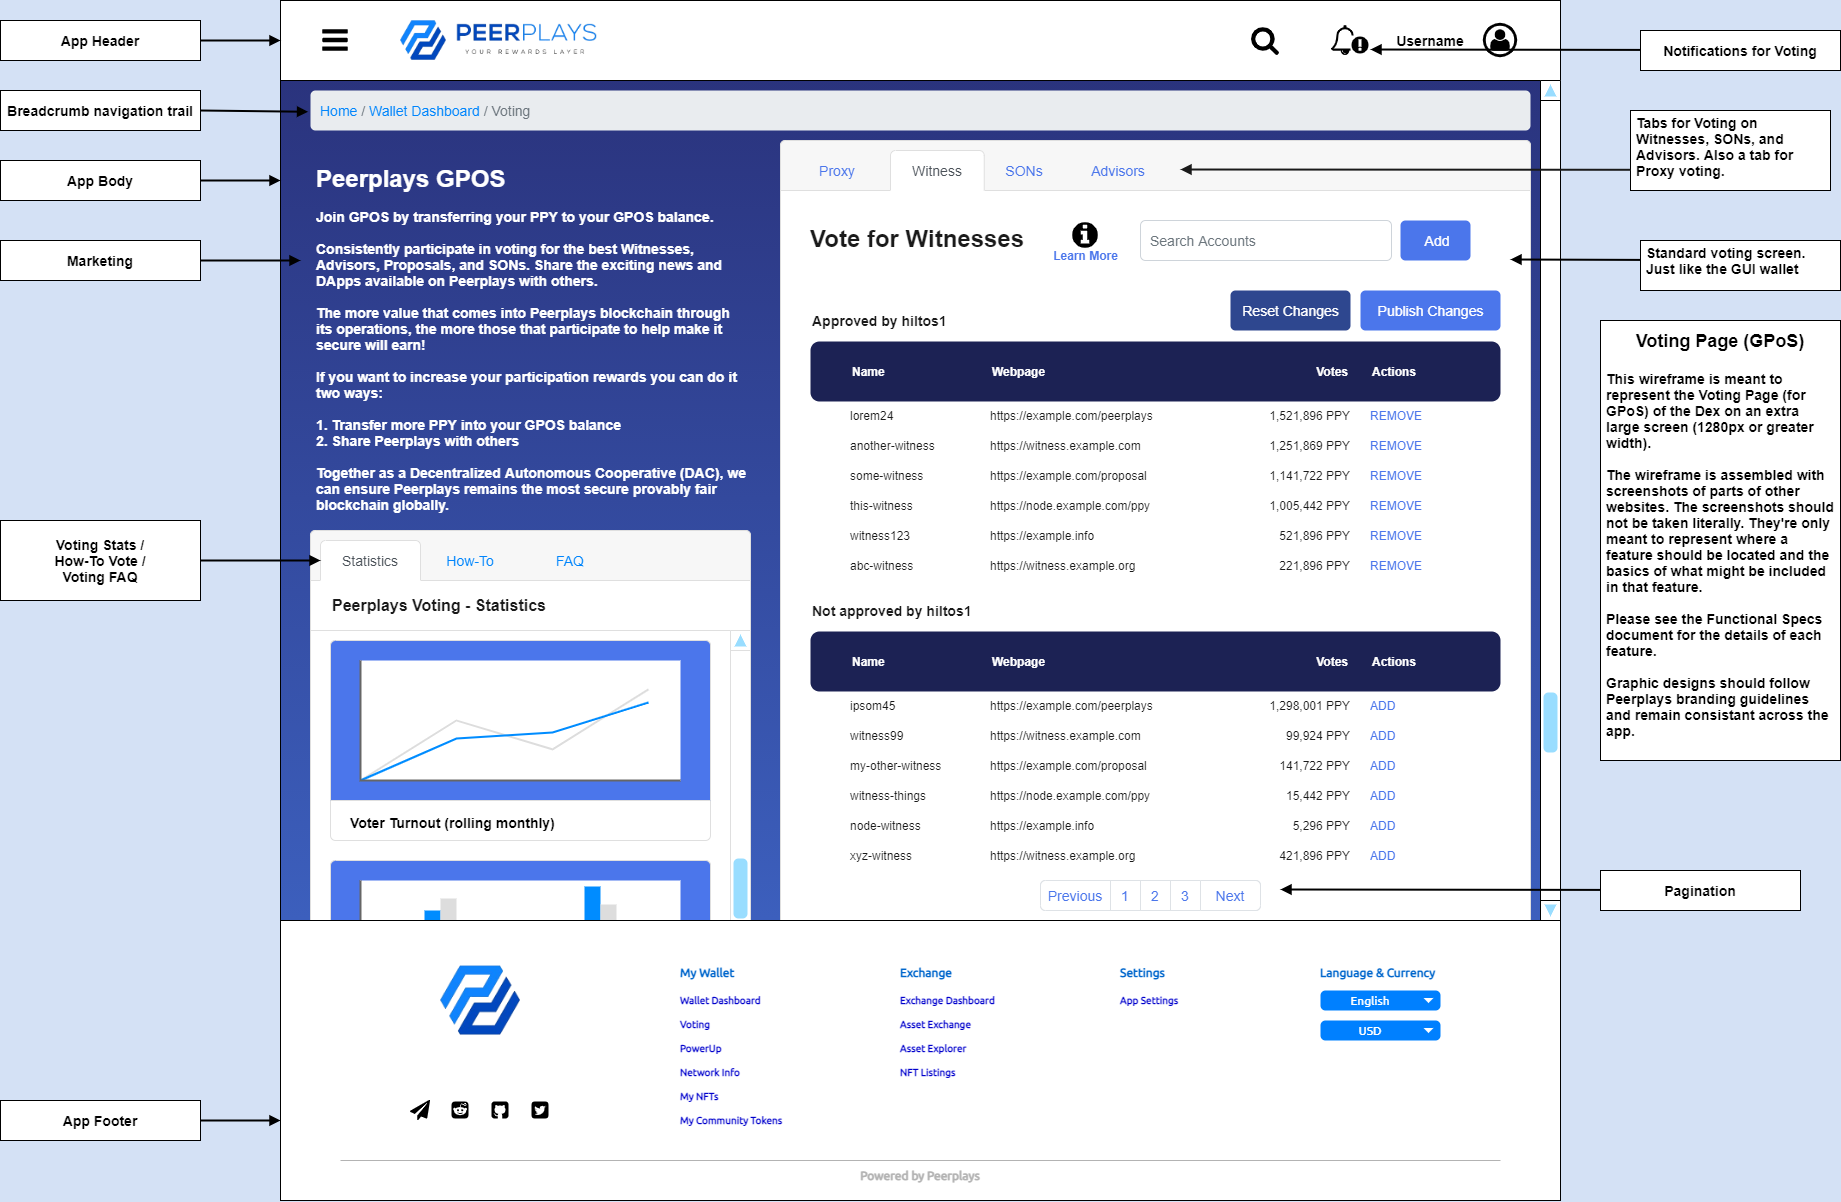 App Header
PEERPLAYS
YOUR REWARDS LAYER
Username
Notifications for Voting
Breadcrumb navigation trail
Home / Wallet Dashboard / Voting
App Body
Marketing
Peerplays GPOS
Join GPOS by transferring your PPY to your GPOS balance.
Consistently participate in voting for the best Witnesses,
Advisors, Proposals, and SONs. Share the exciting news and
DApps available on Peerplays with others.
The more value that comes into Peerplays blockchain through
its operations, the more those that participate to help make it
secure will earn!
If you want to increase your participation rewards you can do it
two ways:
1. Transfer more PPY into your GPOS balance
2. Share Peerplays with others
Together as a Decentralized Autonomous Cooperative (DAC), we
can ensure Peerplays remains the most secure provably fair
blockchain globally.
Voting Stats /
How-To Vote /
Voting FAQ
Statistics How-To FAQ
Peerplays Voting - Statistics
Voter Turnout (rolling monthly)
Proxy Witness SONs Advisors
Tabs for Voting on
Witnesses, SONs, and
Advisors. Also a tab for
Proxy voting.
Vote for Witnesses
Learn More
Search Accounts
Add
Standard voting screen.
Just like the GUI wallet
Reset Changes
Publish Changes
Approved by hiltos1
Name Webpage Votes Actions
lorem24 https://example.com/peerplays 1,521,896 PPY REMOVE
another-witness https://witness.example.com 1,251,869 PPY REMOVE
some-witness https://example.com/proposal 1,141,722 PPY REMOVE
this-witness https://node.example.com/ppy 1,005,442 PPY REMOVE
witness123 https://example.info 521,896 PPY REMOVE
abc-witness https://witness.example.org 221,896 PPY REMOVE
Not approved by hiltos1
Name Webpage Votes Actions
ipsom45 https://example.com/peerplays 1,298,001 PPY ADD
witness99 https://witness.example.com 99,924 PPY ADD
my-other-witness https://example.com/proposal 141,722 PPY ADD
witness-things https://node.example.com/ppy 15,442 PPY ADD
node-witness https://example.info 5,296 PPY ADD
xyz-witness https://witness.example.org 421,896 PPY ADD
Previous 1 2 3 Next
Voting Page (GPoS)
This wireframe is meant to
represent the Voting Page (for
GPoS) of the Dex on an extra
large screen (1280px or greater
width).
The wireframe is assembled with
screenshots of parts of other
websites. The screenshots should
not be taken literally. They're only
meant to represent where a
feature should be located and the
basics of what might be included
in that feature.
Please see the Functional Specs
document for the details of each
feature.
Graphic designs should follow
Peerplays branding guidelines
and remain consistant across the
app.
Pagination
App Footer
My Wallet
Wallet Dashboard
Voting
PowerUp
Network Info
My NFTs
My Community Tokens
Exchange
Exchange Dashboard
Asset Exchange
Asset Explorer
NFT Listings
Settings
App Settings
Language & Currency
English
USD
Powered by Peerplays